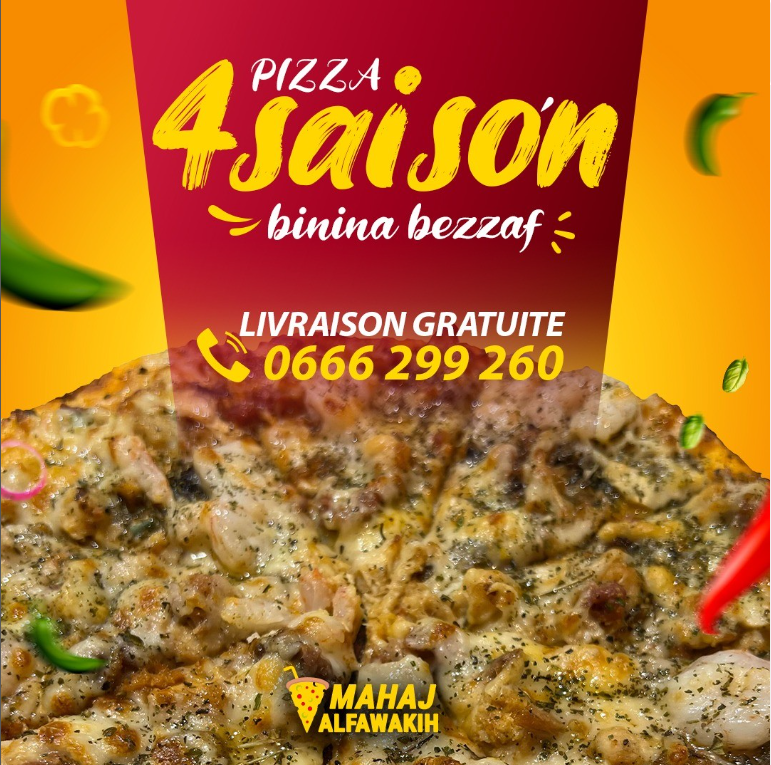 PIZZA
4saison
binina bezzaf
LIVRAISON GRATUITE
0666 299 260
MAHAJ
ALFAWAKIH